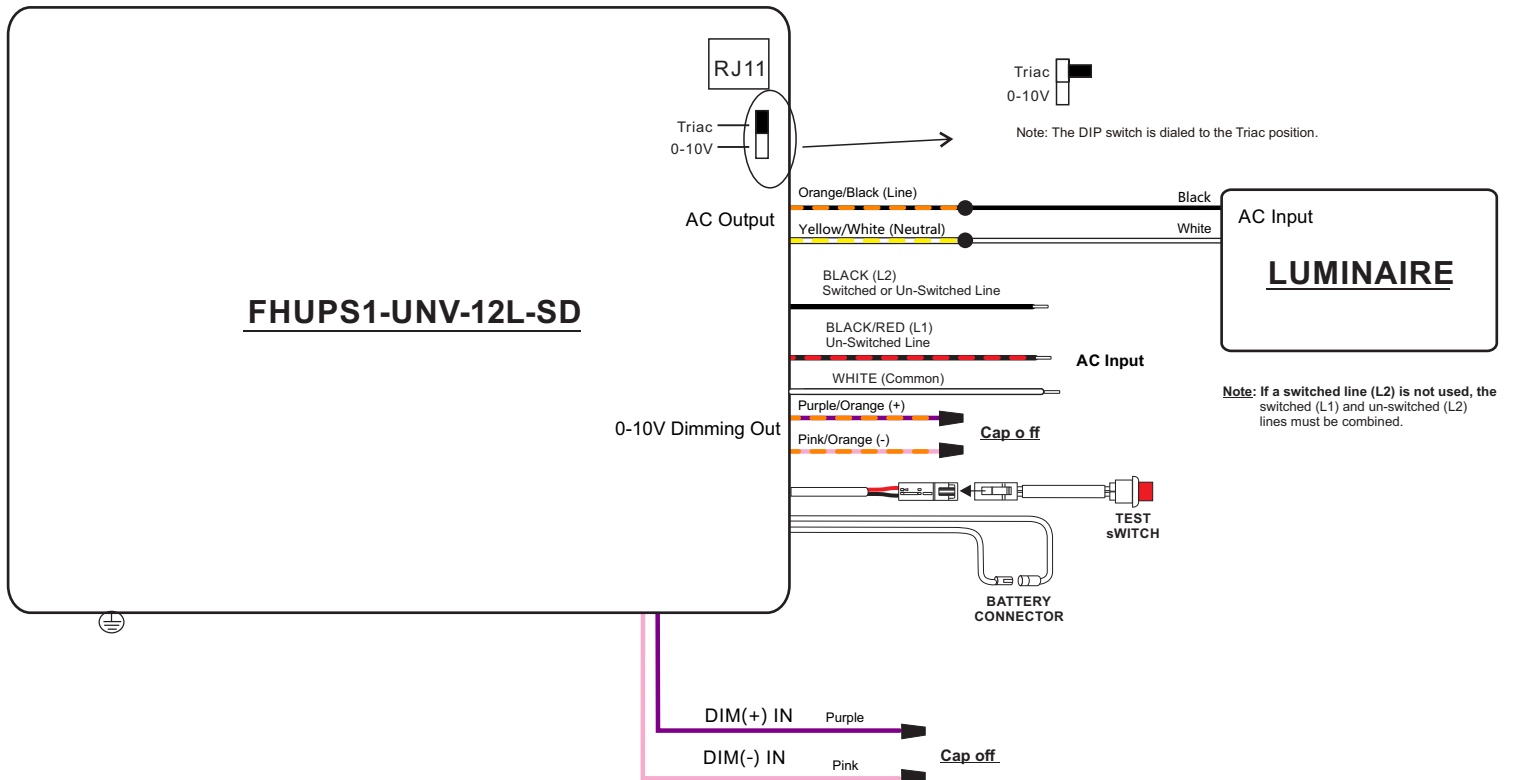 RJ11
Triac
0-10V
Triac
0-10V
Note: The DIP switch is dialed to the Triac position.
Orange/Black (Line)
Black
AC Output
AC Input
Yellow/White (Neutral)
White
LUMINAIRE
FHUPS1-UNV-12L-SD
BLACK (L2)
Switched or Un-Switched Line
BLACK/RED (L1)
Un-Switched Line
AC Input
WHITE (Common)
Note: If a switched line (L2) is not used, the
switched (L1) and un-switched (L2)
lines must be combined.
Purple/Orange (+)
0-10V Dimming Out
Cap o ff
Pink/Orange (-)
TEST
sWITCH
BATTERY
CONNECTOR
DIM(+) IN
Purple
DIM(-) IN
Pink
Cap off